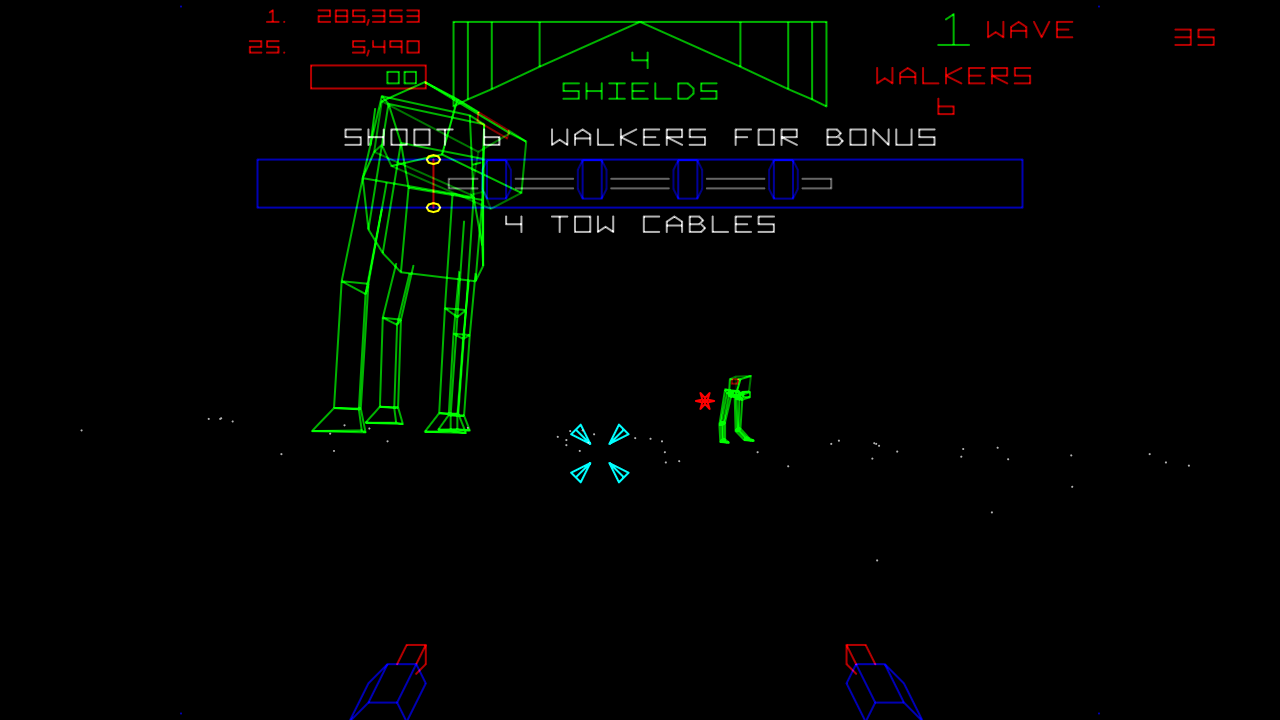 1. 285,353
25. 5,490
00
4
SHIELDS
1 WAVE
35
WALKERS
6
SHOOT 6 WALKERS FOR BONUS
4 TOW CABLES